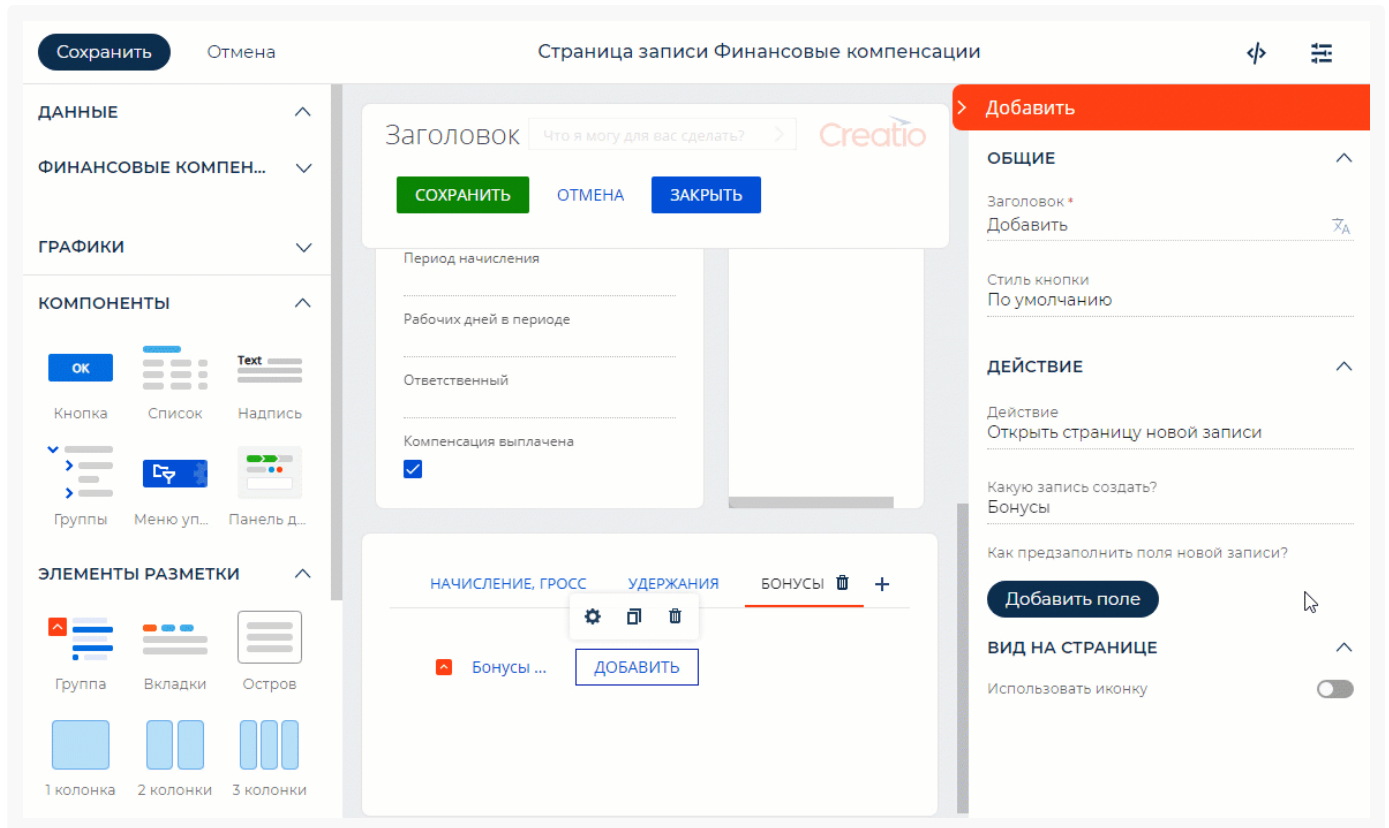 Сохранить
Отмена
Страница записи Финансовые компенсации
ДАННЫЕ
ФИНАНСОВЫЕ КОМПЕН...
ГРАФИКИ
КОМПОНЕНТЫ
ОК
Text
Кнопка
Список
Надпись
Группы
Меню уп...
Панель д...
ЭЛЕМЕНТЫ РАЗМЕТКИ
Группа
Вкладки
Остров
1 колонка
2 колонки
3 колонки
Заголовок
Что я могу для вас сделать?
Creatio
СОХРАНИТЬ
ОТМЕНА
ЗАКРЫТЬ
Период начисления
Рабочих дней в периоде
Ответственный
Компенсация выплачена
НАЧИСЛЕНИЕ, ГРОСС
УДЕРЖАНИЯ
БОНУСЫ
Бонусы ...
ДОБАВИТЬ
Добавить
ОБЩИЕ
Заголовок *
Добавить
Стиль кнопки
По умолчанию
ДЕЙСТВИЕ
Действие
Открыть страницу новой записи
Какую запись создать?
Бонусы
Как предзаполнить поля новой записи?
Добавить поле
ВИД НА СТРАНИЦЕ
Использовать иконку